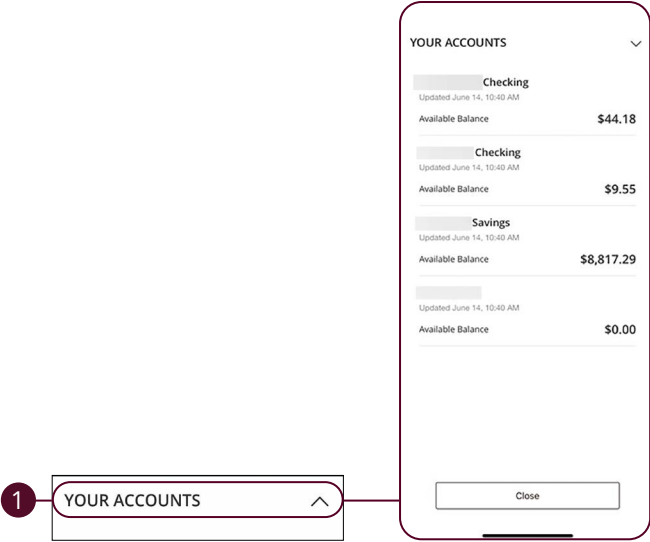 YOUR ACCOUNTS
Checking
Updated June 14, 10:40 AM
Available Balance $44.18
Checking
Updated June 14, 10:40 AM
Available Balance $9.55
Savings
Updated June 14, 10:40 AM
Available Balance $8,817.29
Updated June 14, 10:40 AM
Available Balance $0.00
Close
1 YOUR ACCOUNTS